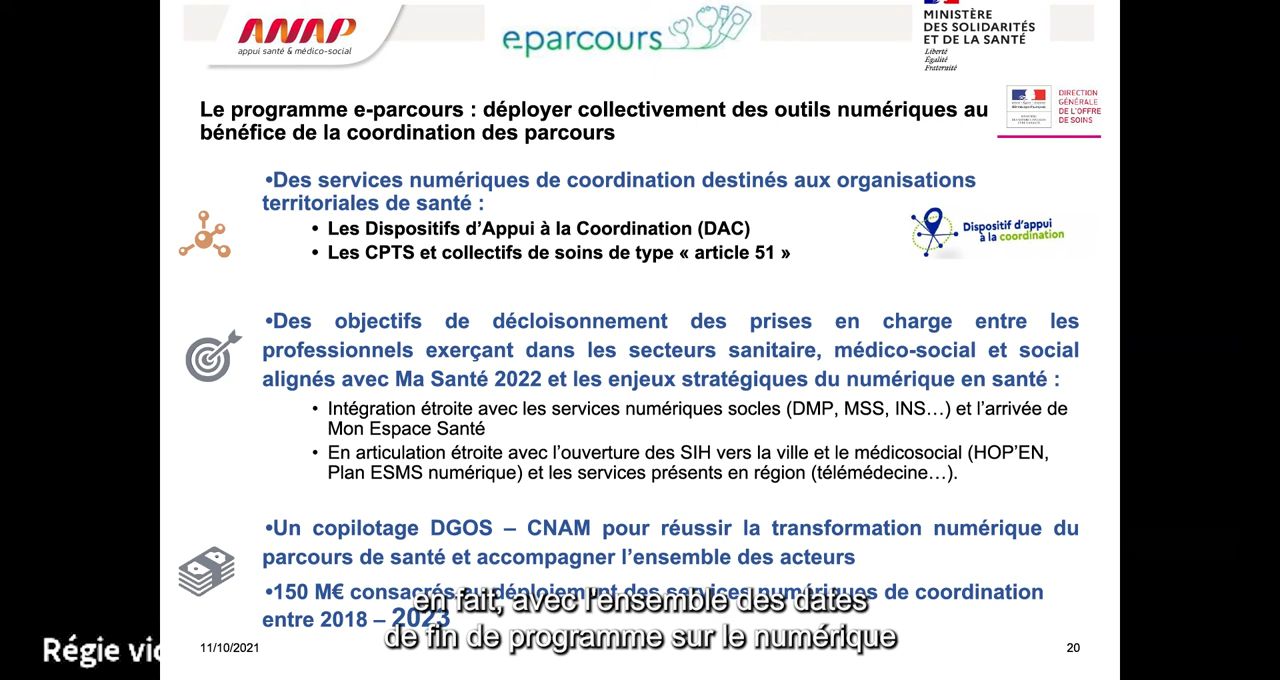 ANAP
appui santé & médico-social
e-parcours
MINISTÈRE
DES SOLIDARITÉS
ET DE LA SANTÉ
Liberté
Égalité
Fraternité
DIRECTION
GÉNÉRALE
DE L'OFFRE
DE SOINS
Le programme e-parcours : déployer collectivement des outils numériques au
bénéfice de la coordination des parcours
•Des services numériques de coordination destinés aux organisations
territoriales de santé :
• Les Dispositifs d'Appui à la Coordination (DAC)
• Les CPTS et collectifs de soins de type « article 51 »
Dispositif d'appui
à la coordination
•Des objectifs de décloisonnement des prises en charge entre les
professionnels exerçant dans les secteurs sanitaire, médico-social et social
alignés avec Ma Santé 2022 et les enjeux stratégiques du numérique en santé :
• Intégration étroite avec les services numériques socles (DMP, MSS, INS…) et l'arrivée de
Mon Espace Santé
• En articulation étroite avec l'ouverture des SIH vers la ville et le médicosocial (HOP'EN,
Plan ESMS numérique) et les services présents en région (télémédecine…).
•Un copilotage DGOS – CNAM pour réussir la transformation numérique du
parcours de santé et accompagner l'ensemble des acteurs
•150 M€ consacrés au déploiement des services numériques de coordination
entre 2018 – 2023
en fait, avec l'ensemble des dates
de fin de programme sur le numérique
Régie
11/10/2021
20